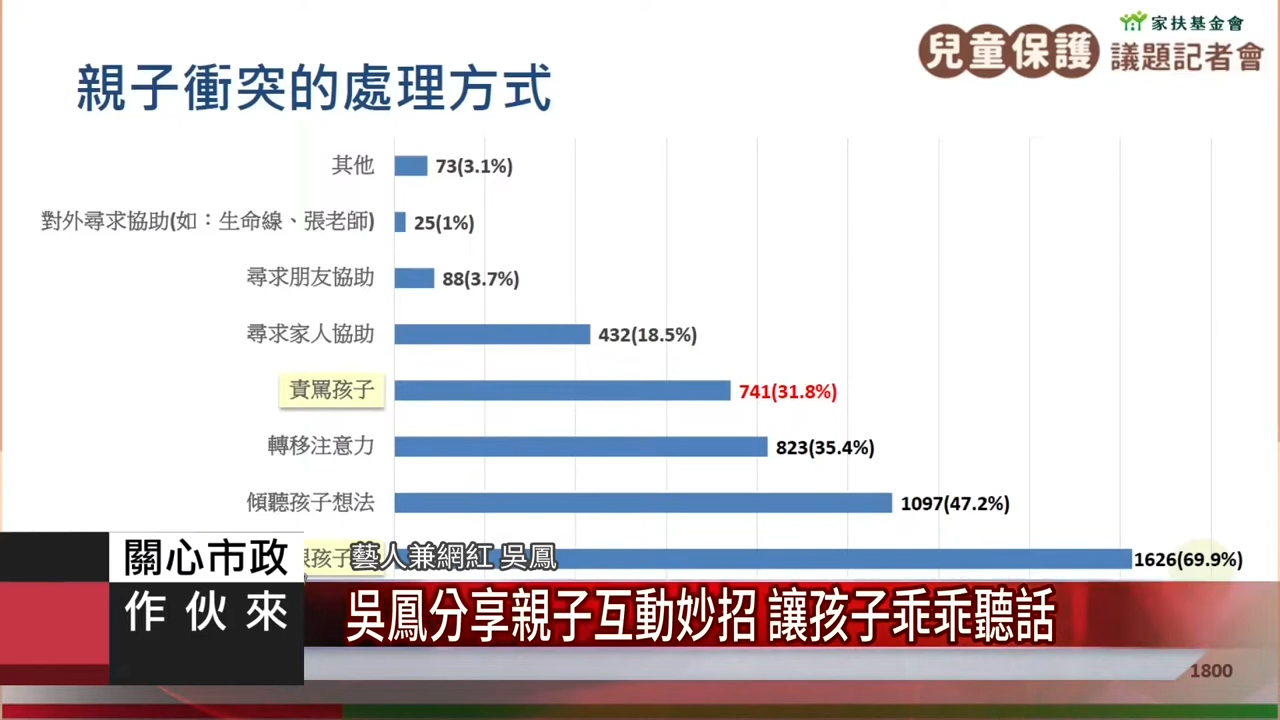 家扶基金會
兒童保護 議題記者會
親子衝突的處理方式
其他 73(3.1%)
對外尋求協助(如：生命線、張老師) 25(1%)
尋求朋友協助 88(3.7%)
尋求家人協助 432(18.5%)
責罵孩子 741(31.8%)
轉移注意力 823(35.4%)
傾聽孩子想法 1097(47.2%)
孩子 1626(69.9%)
藝人兼網紅 吳鳳
關心市政
作伙來
吳鳳分享親子互動妙招 讓孩子乖乖聽話
1800